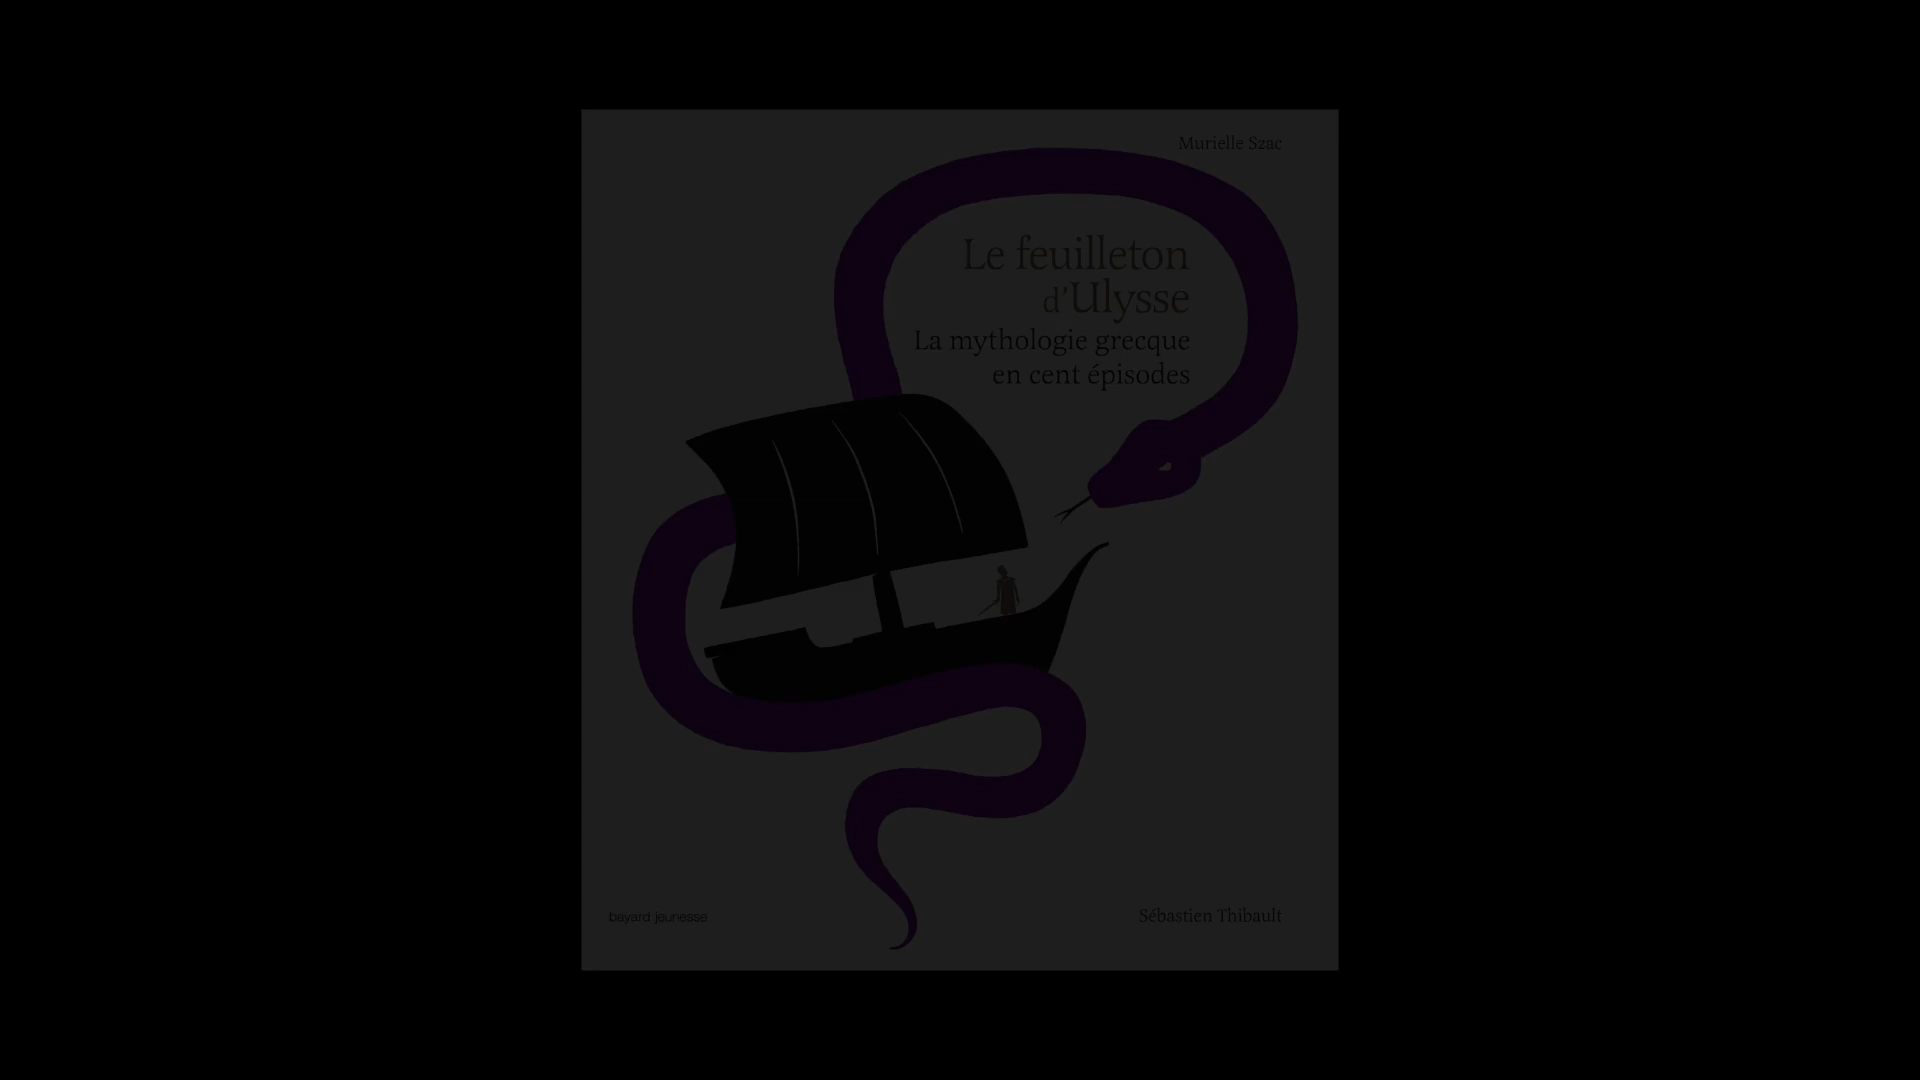 Murielle Szac
Le feuilleton
d'Ulysse
La mythologie grecque
en cent épisodes
bayard jeunesse
Sébastien Thibault